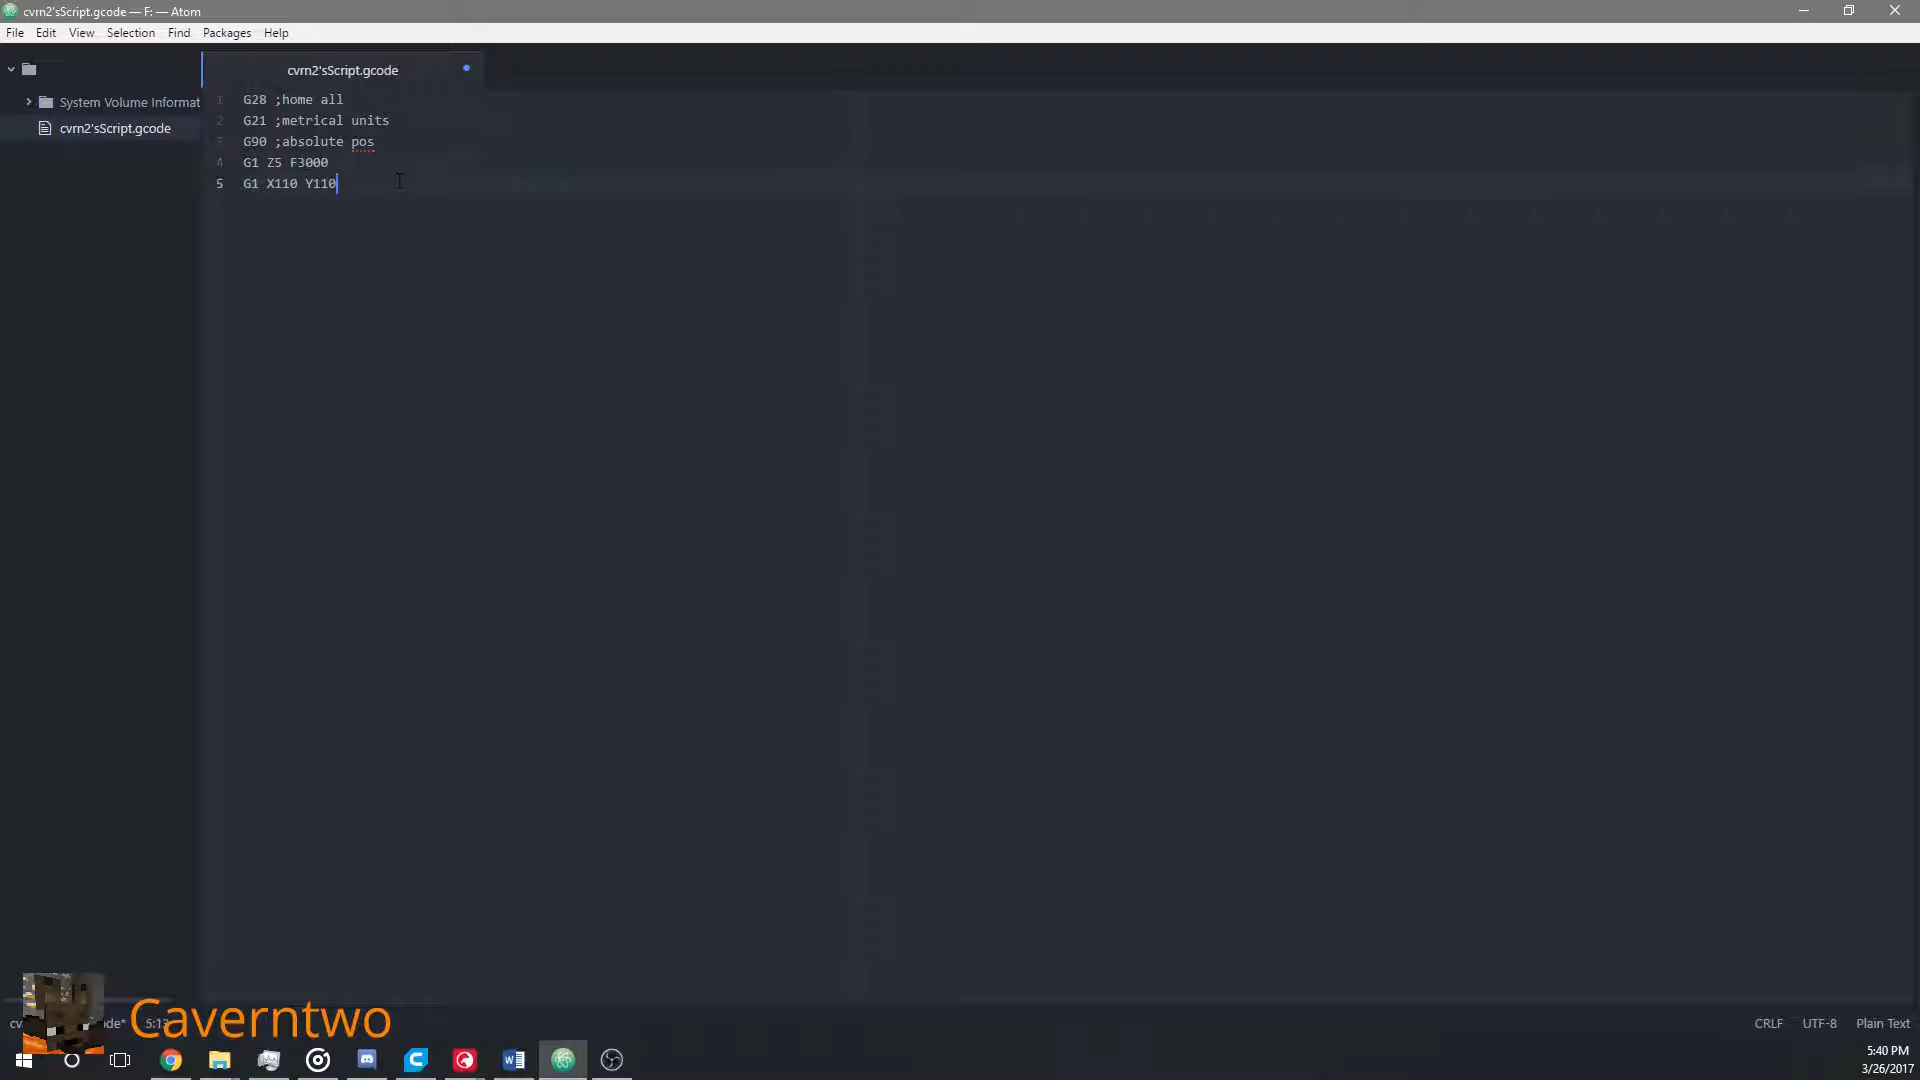 cvrn2'sScript.gcode — F: — Atom
File Edit View Selection Find Packages Help
cvrn2'sScript.gcode
System Volume Informat
cvrn2'sScript.gcode
1 G28 ;home all
2 G21 ;metrical units
3 G90 ;absolute pos
4 G1 Z5 F3000
5 G1 X110 Y110
Caverntwo
CRLF UTF-8 Plain Text
5:40 PM
3/26/2017